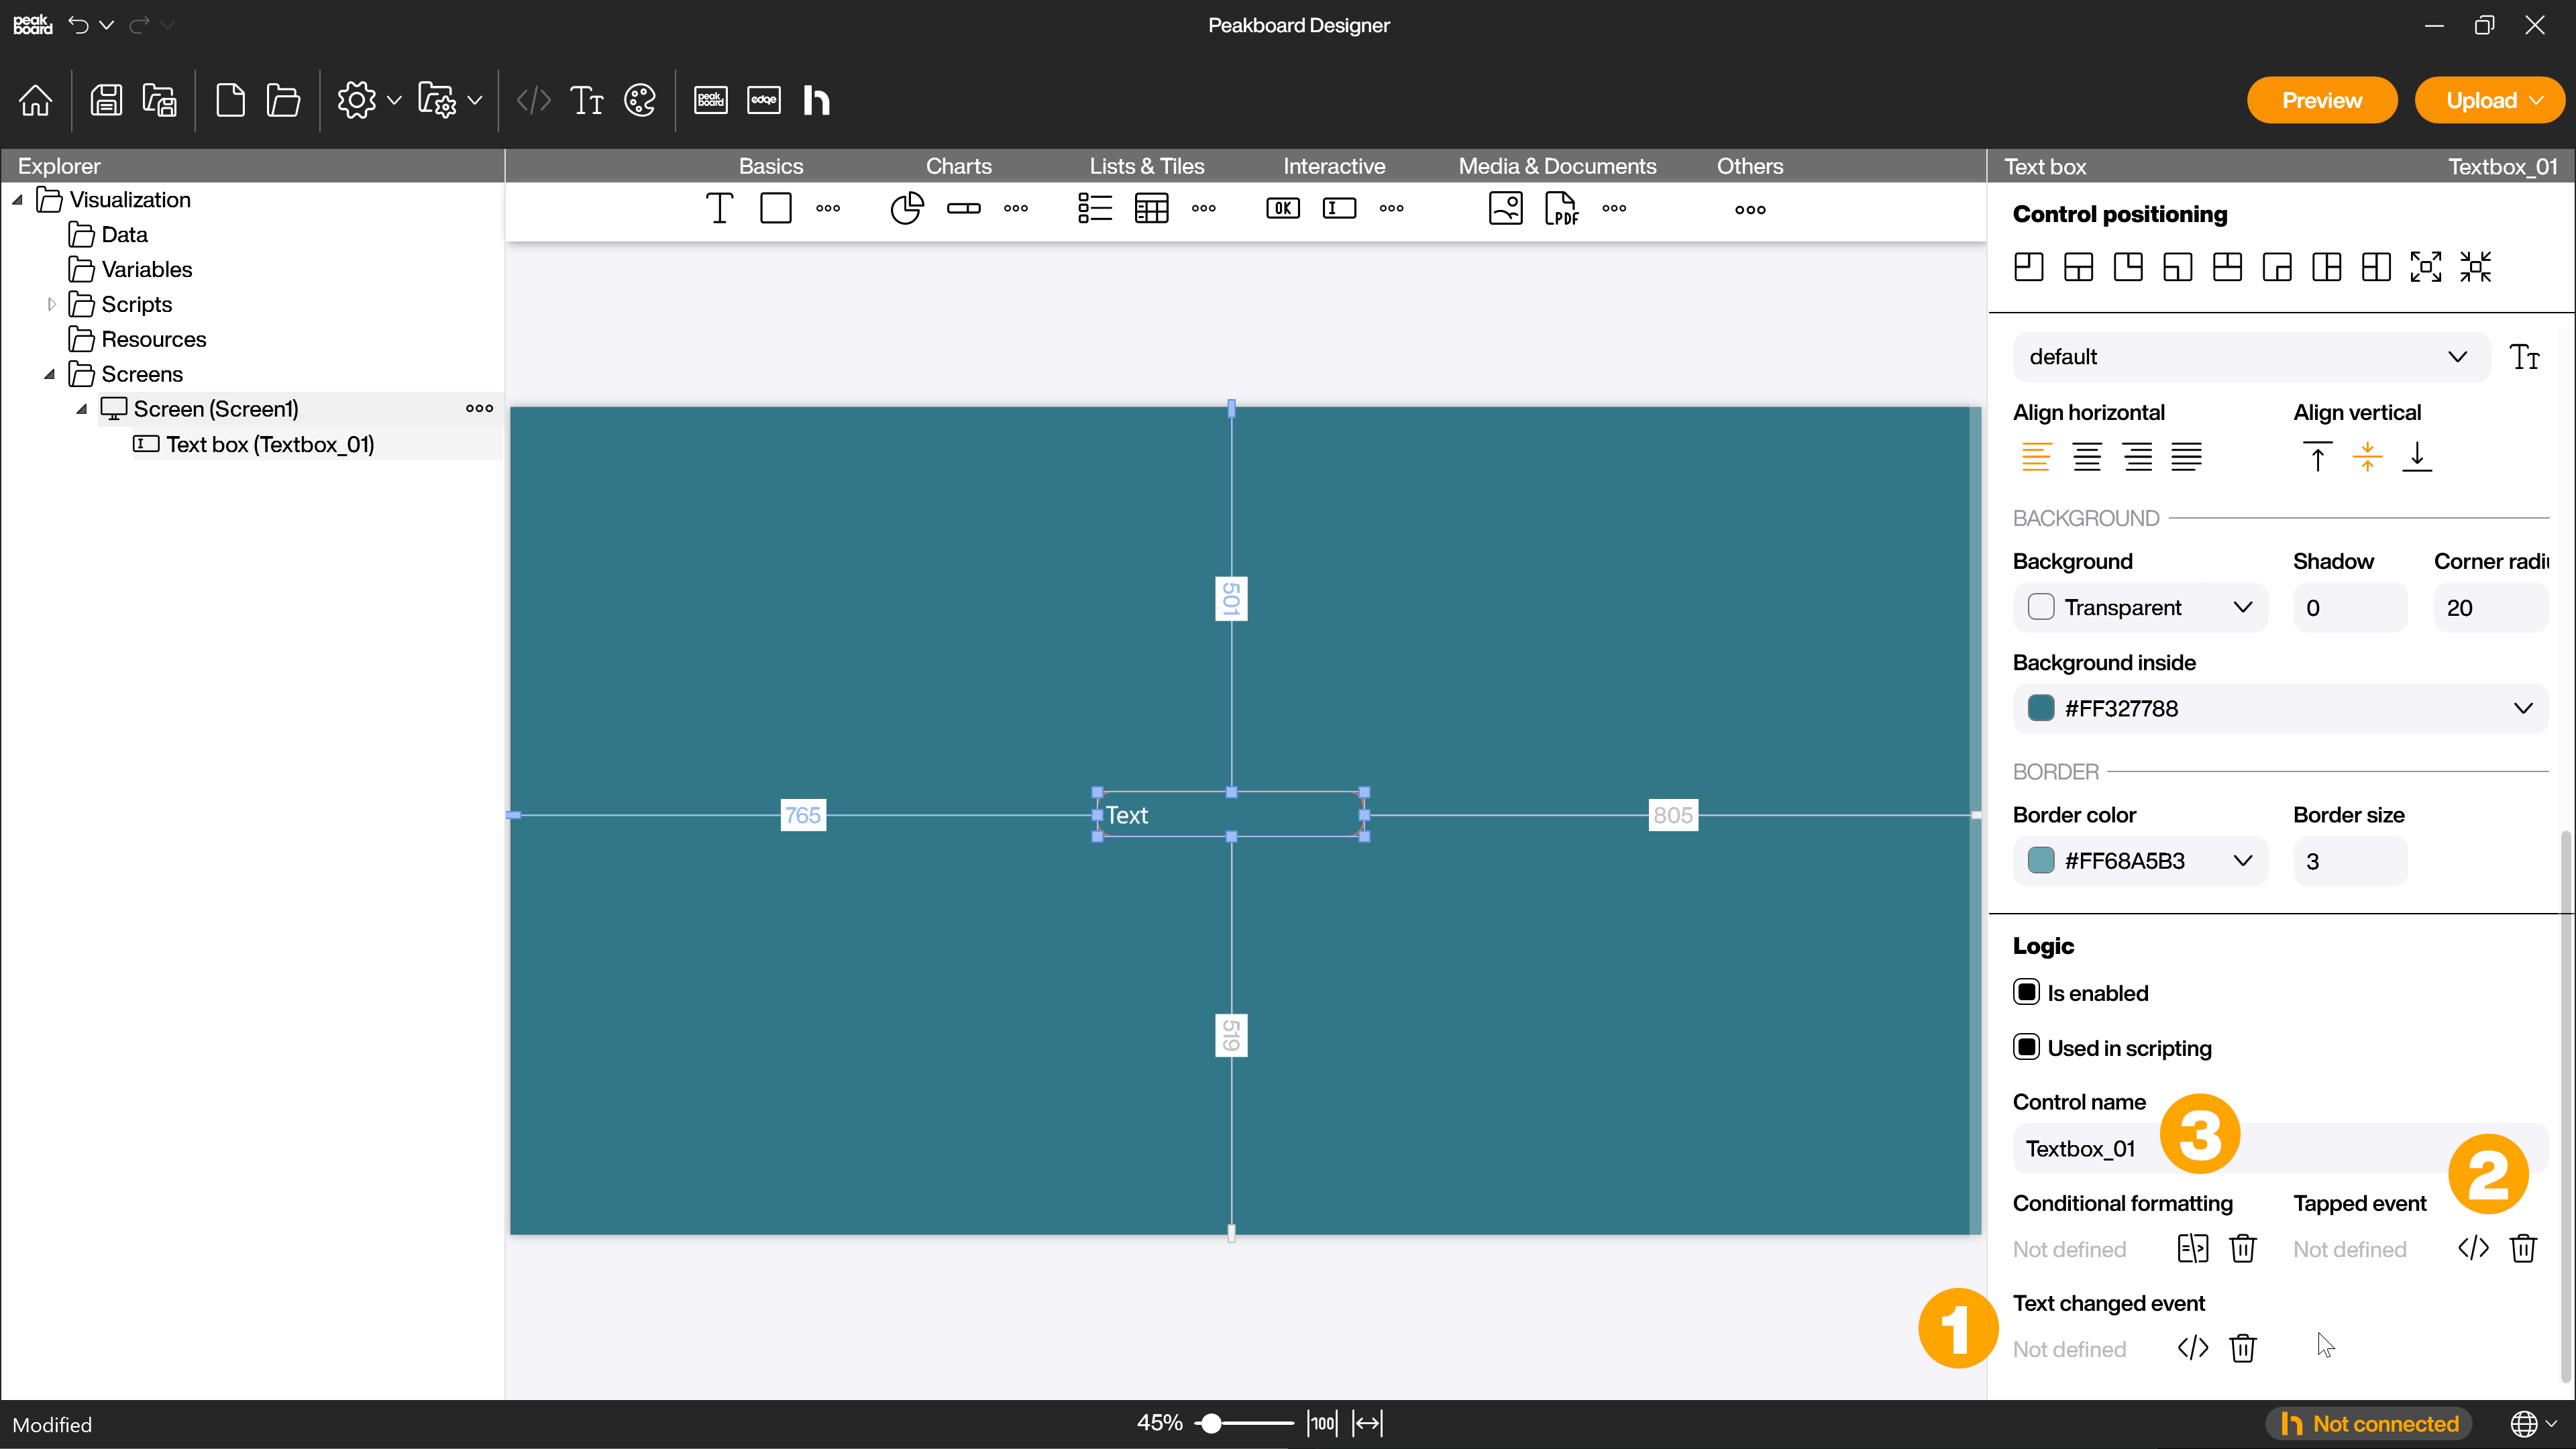 peak
board
Peakboard Designer
peak
board
edge
Preview
Upload
Explorer
Basics
Charts
Lists & Tiles
Interactive
Media & Documents
Others
Text box
Textbox_01
OK
PDF
Visualization
Data
Variables
Scripts
Resources
Screens
Screen (Screen1)
Text box (Textbox_01)
501
765
Text
805
519
Control positioning
default
Align horizontal
Align vertical
BACKGROUND
Background
Shadow
Corner radi
Transparent
0
20
Background inside
#FF327788
BORDER
Border color
Border size
#FF68A5B3
3
Logic
Is enabled
Used in scripting
Control name
Textbox_01
3
2
Conditional formatting
Tapped event
Not defined
Not defined
1
Text changed event
Not defined
Modified
45%
100
Not connected